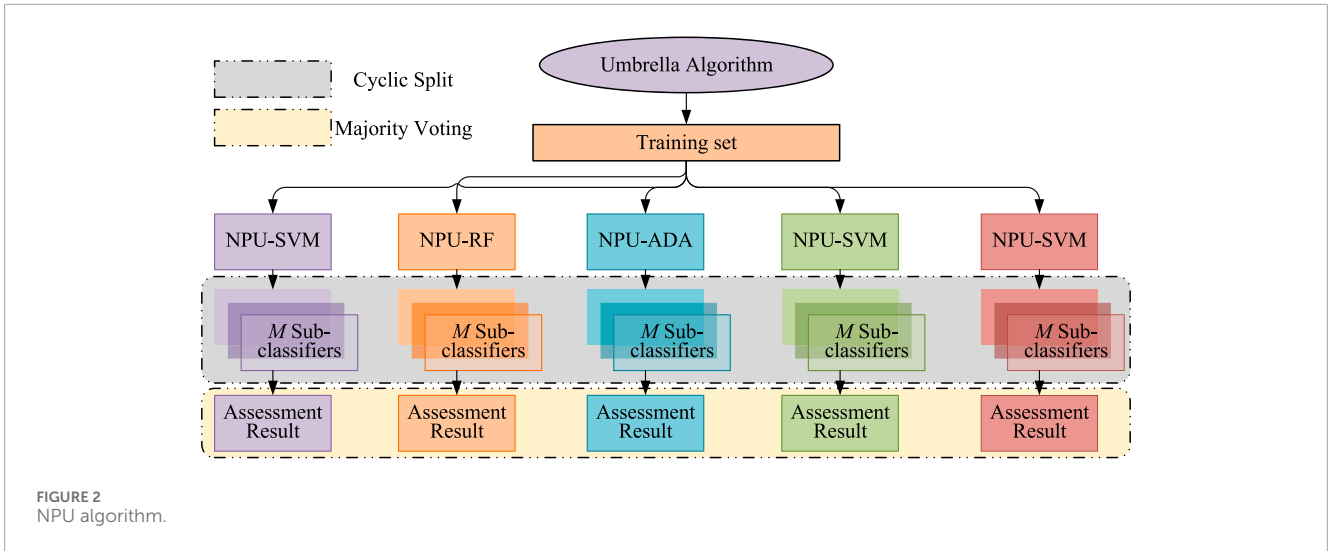 Umbrella Algorithm
Cyclic Split
Majority Voting
Training set
NPU-SVM
NPU-RF
NPU-ADA
NPU-SVM
NPU-SVM
M Sub-
classifiers
M Sub-
classifiers
M Sub-
classifiers
M Sub-
classifiers
M Sub-
classifiers
Assessment
Result
Assessment
Result
Assessment
Result
Assessment
Result
Assessment
Result
FIGURE 2
NPU algorithm.